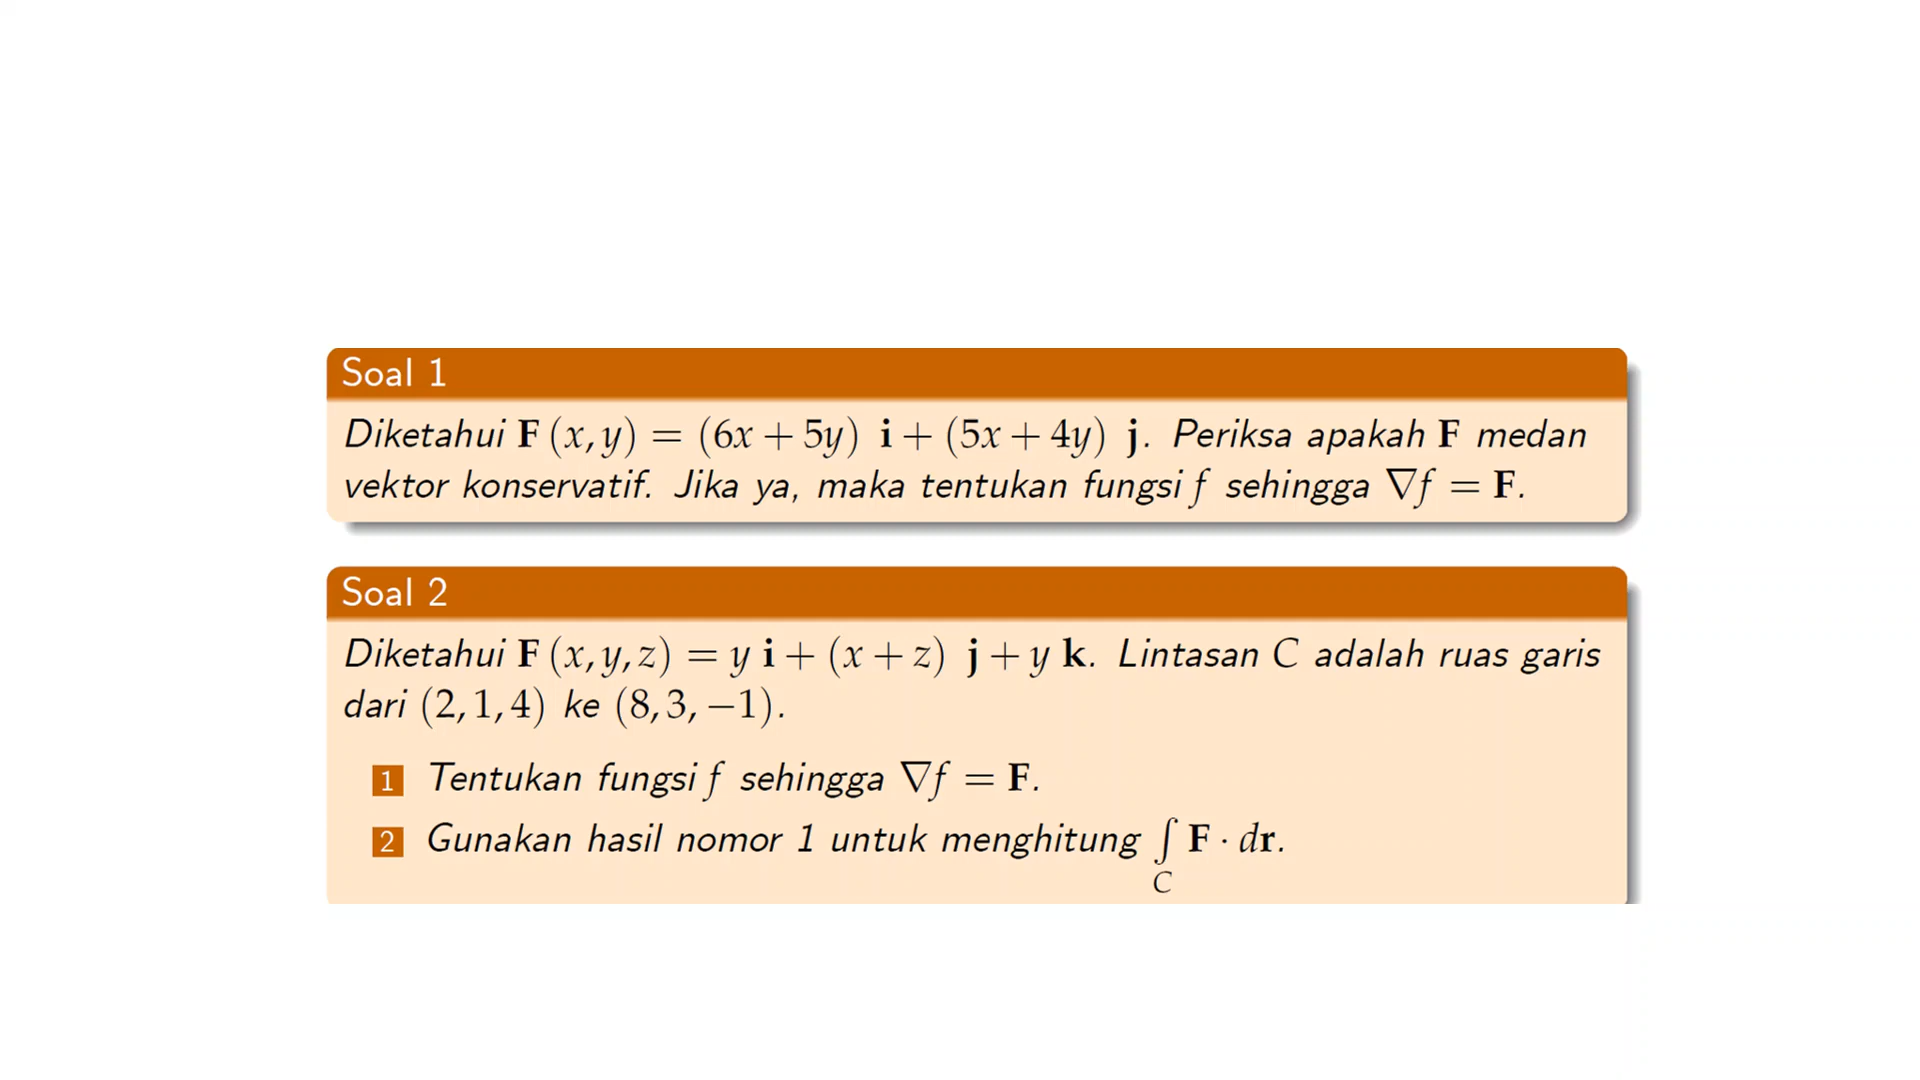 Soal 1
Diketahui F (x, y) = (6x + 5y) i + (5x + 4y) j. Periksa apakah F medan
vektor konservatif. Jika ya, maka tentukan fungsi f sehingga ∇f = F.
Soal 2
Diketahui F (x, y, z) = y i + (x + z) j + y k. Lintasan C adalah ruas garis
dari (2, 1, 4) ke (8, 3, −1).
1 Tentukan fungsi f sehingga ∇f = F.
2 Gunakan hasil nomor 1 untuk menghitung ∫ F · dr.
C